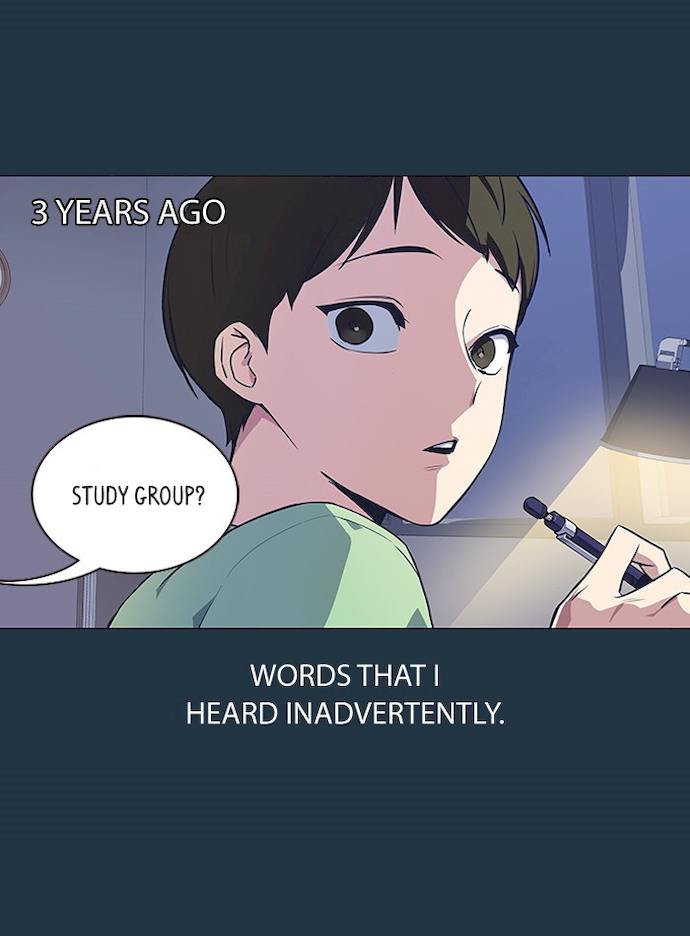 3 YEARS AGO
STUDY GROUP?
WORDS THAT I
HEARD INADVERTENTLY.